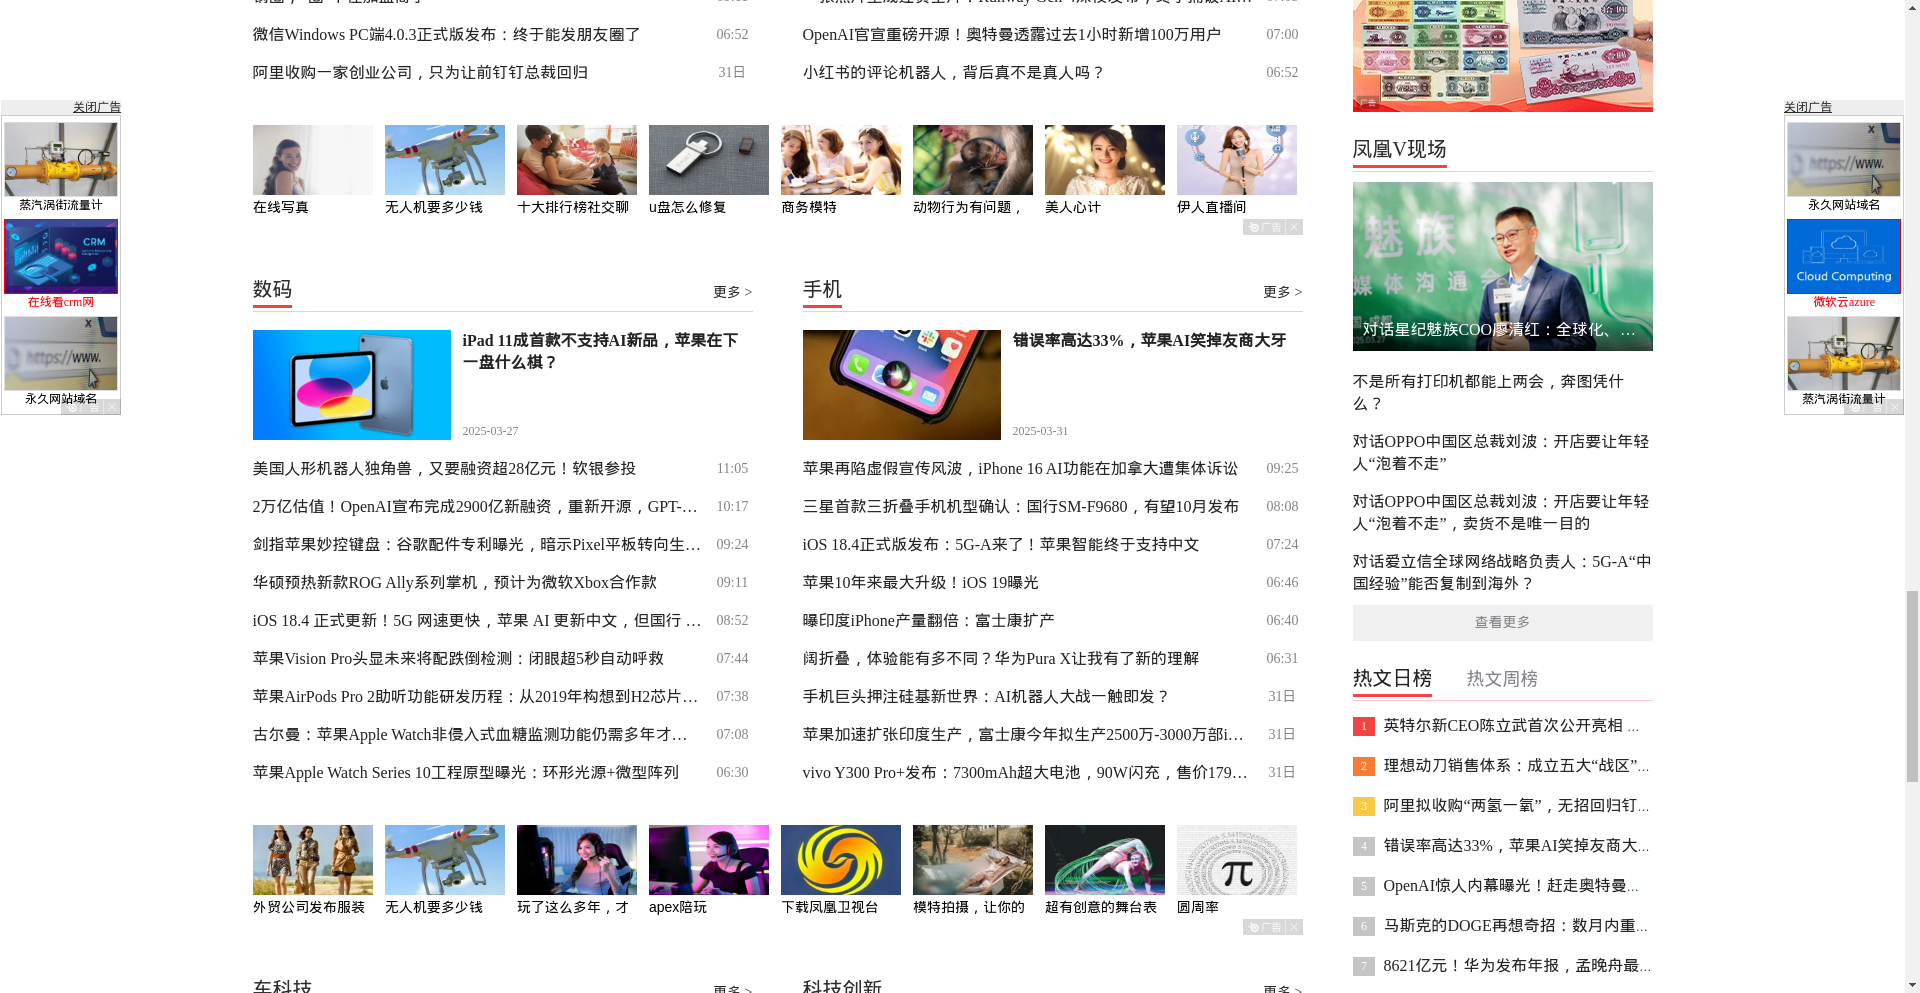 微信Windows PC端4.0.3正式版发布：终于能发朋友圈了 06:52
阿里收购一家创业公司，只为让前钉钉总裁回归 31日
OpenAI官宣重磅开源！奥特曼透露过去1小时新增100万用户 07:00
小红书的评论机器人，背后真不是真人吗？ 06:52
广告
关闭广告
蒸汽涡街流量计
CRM
在线看crm网
https://www.
永久网站域名
广告
在线写真
无人机要多少钱
十大排行榜社交聊
u盘怎么修复
商务模特
动物行为有问题，
美人心计
伊人直播间
广告
数码
更多 >
iPad 11成首款不支持AI新品，苹果在下
一盘什么棋？
2025-03-27
美国人形机器人独角兽，又要融资超28亿元！软银参投 11:05
2万亿估值！OpenAI宣布完成2900亿新融资，重新开源，GPT-… 10:17
剑指苹果妙控键盘：谷歌配件专利曝光，暗示Pixel平板转向生… 09:24
华硕预热新款ROG Ally系列掌机，预计为微软Xbox合作款 09:11
iOS 18.4 正式更新！5G 网速更快，苹果 AI 更新中文，但国行 … 08:52
苹果Vision Pro头显未来将配跌倒检测：闭眼超5秒自动呼救 07:44
苹果AirPods Pro 2助听功能研发历程：从2019年构想到H2芯片… 07:38
古尔曼：苹果Apple Watch非侵入式血糖监测功能仍需多年才… 07:08
苹果Apple Watch Series 10工程原型曝光：环形光源+微型阵列 06:30
手机
更多 >
错误率高达33%，苹果AI笑掉友商大牙
2025-03-31
苹果再陷虚假宣传风波，iPhone 16 AI功能在加拿大遭集体诉讼 09:25
三星首款三折叠手机机型确认：国行SM-F9680，有望10月发布 08:08
iOS 18.4正式版发布：5G-A来了！苹果智能终于支持中文 07:24
苹果10年来最大升级！iOS 19曝光 06:46
曝印度iPhone产量翻倍：富士康扩产 06:40
阔折叠，体验能有多不同？华为Pura X让我有了新的理解 06:31
手机巨头押注硅基新世界：AI机器人大战一触即发？ 31日
苹果加速扩张印度生产，富士康今年拟生产2500万-3000万部i… 31日
vivo Y300 Pro+发布：7300mAh超大电池，90W闪充，售价179… 31日
外贸公司发布服装
无人机要多少钱
玩了这么多年，才
apex陪玩
下载凤凰卫视台
模特拍摄，让你的
超有创意的舞台表
π
圆周率
广告
车科技
更多 >
科技创新
更多 >
凤凰V现场
魅族
媒体沟通会
对话星纪魅族COO廖清红：全球化、…
不是所有打印机都能上两会，奔图凭什
么？
对话OPPO中国区总裁刘波：开店要让年轻
人“泡着不走”
对话OPPO中国区总裁刘波：开店要让年轻
人“泡着不走”，卖货不是唯一目的
对话爱立信全球网络战略负责人：5G-A“中
国经验”能否复制到海外？
查看更多
热文日榜 热文周榜
1 英特尔新CEO陈立武首次公开亮相 …
2 理想动刀销售体系：成立五大“战区”…
3 阿里拟收购“两氢一氧”，无招回归钉…
4 错误率高达33%，苹果AI笑掉友商大…
5 OpenAI惊人内幕曝光！赶走奥特曼…
6 马斯克的DOGE再想奇招：数月内重…
7 8621亿元！华为发布年报，孟晚舟最…
关闭广告
https://www.
永久网站域名
Cloud Computing
微软云azure
蒸汽涡街流量计
广告